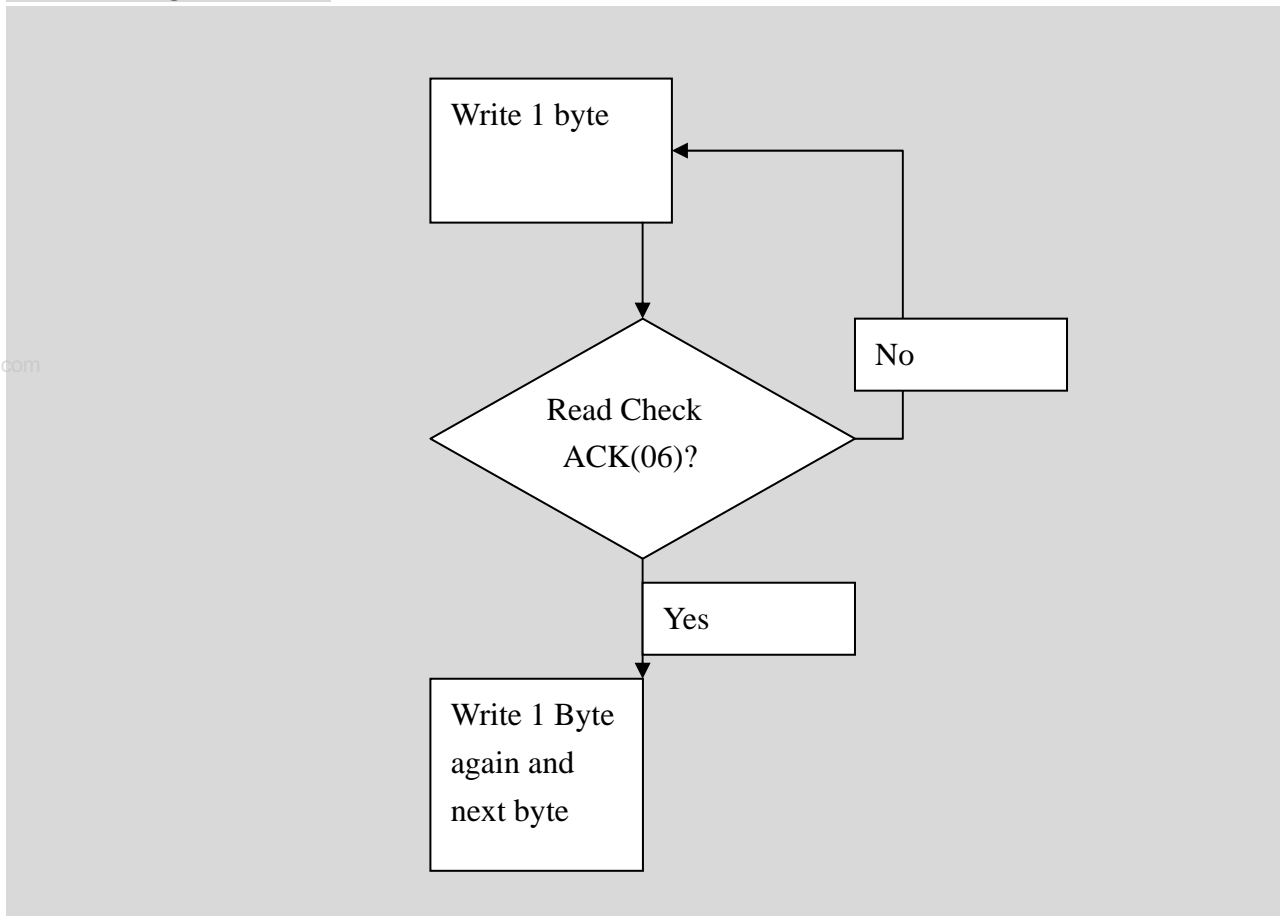 Write 1 byte
No
com
Read Check
ACK(06)?
Yes
Write 1 Byte
again and
next byte